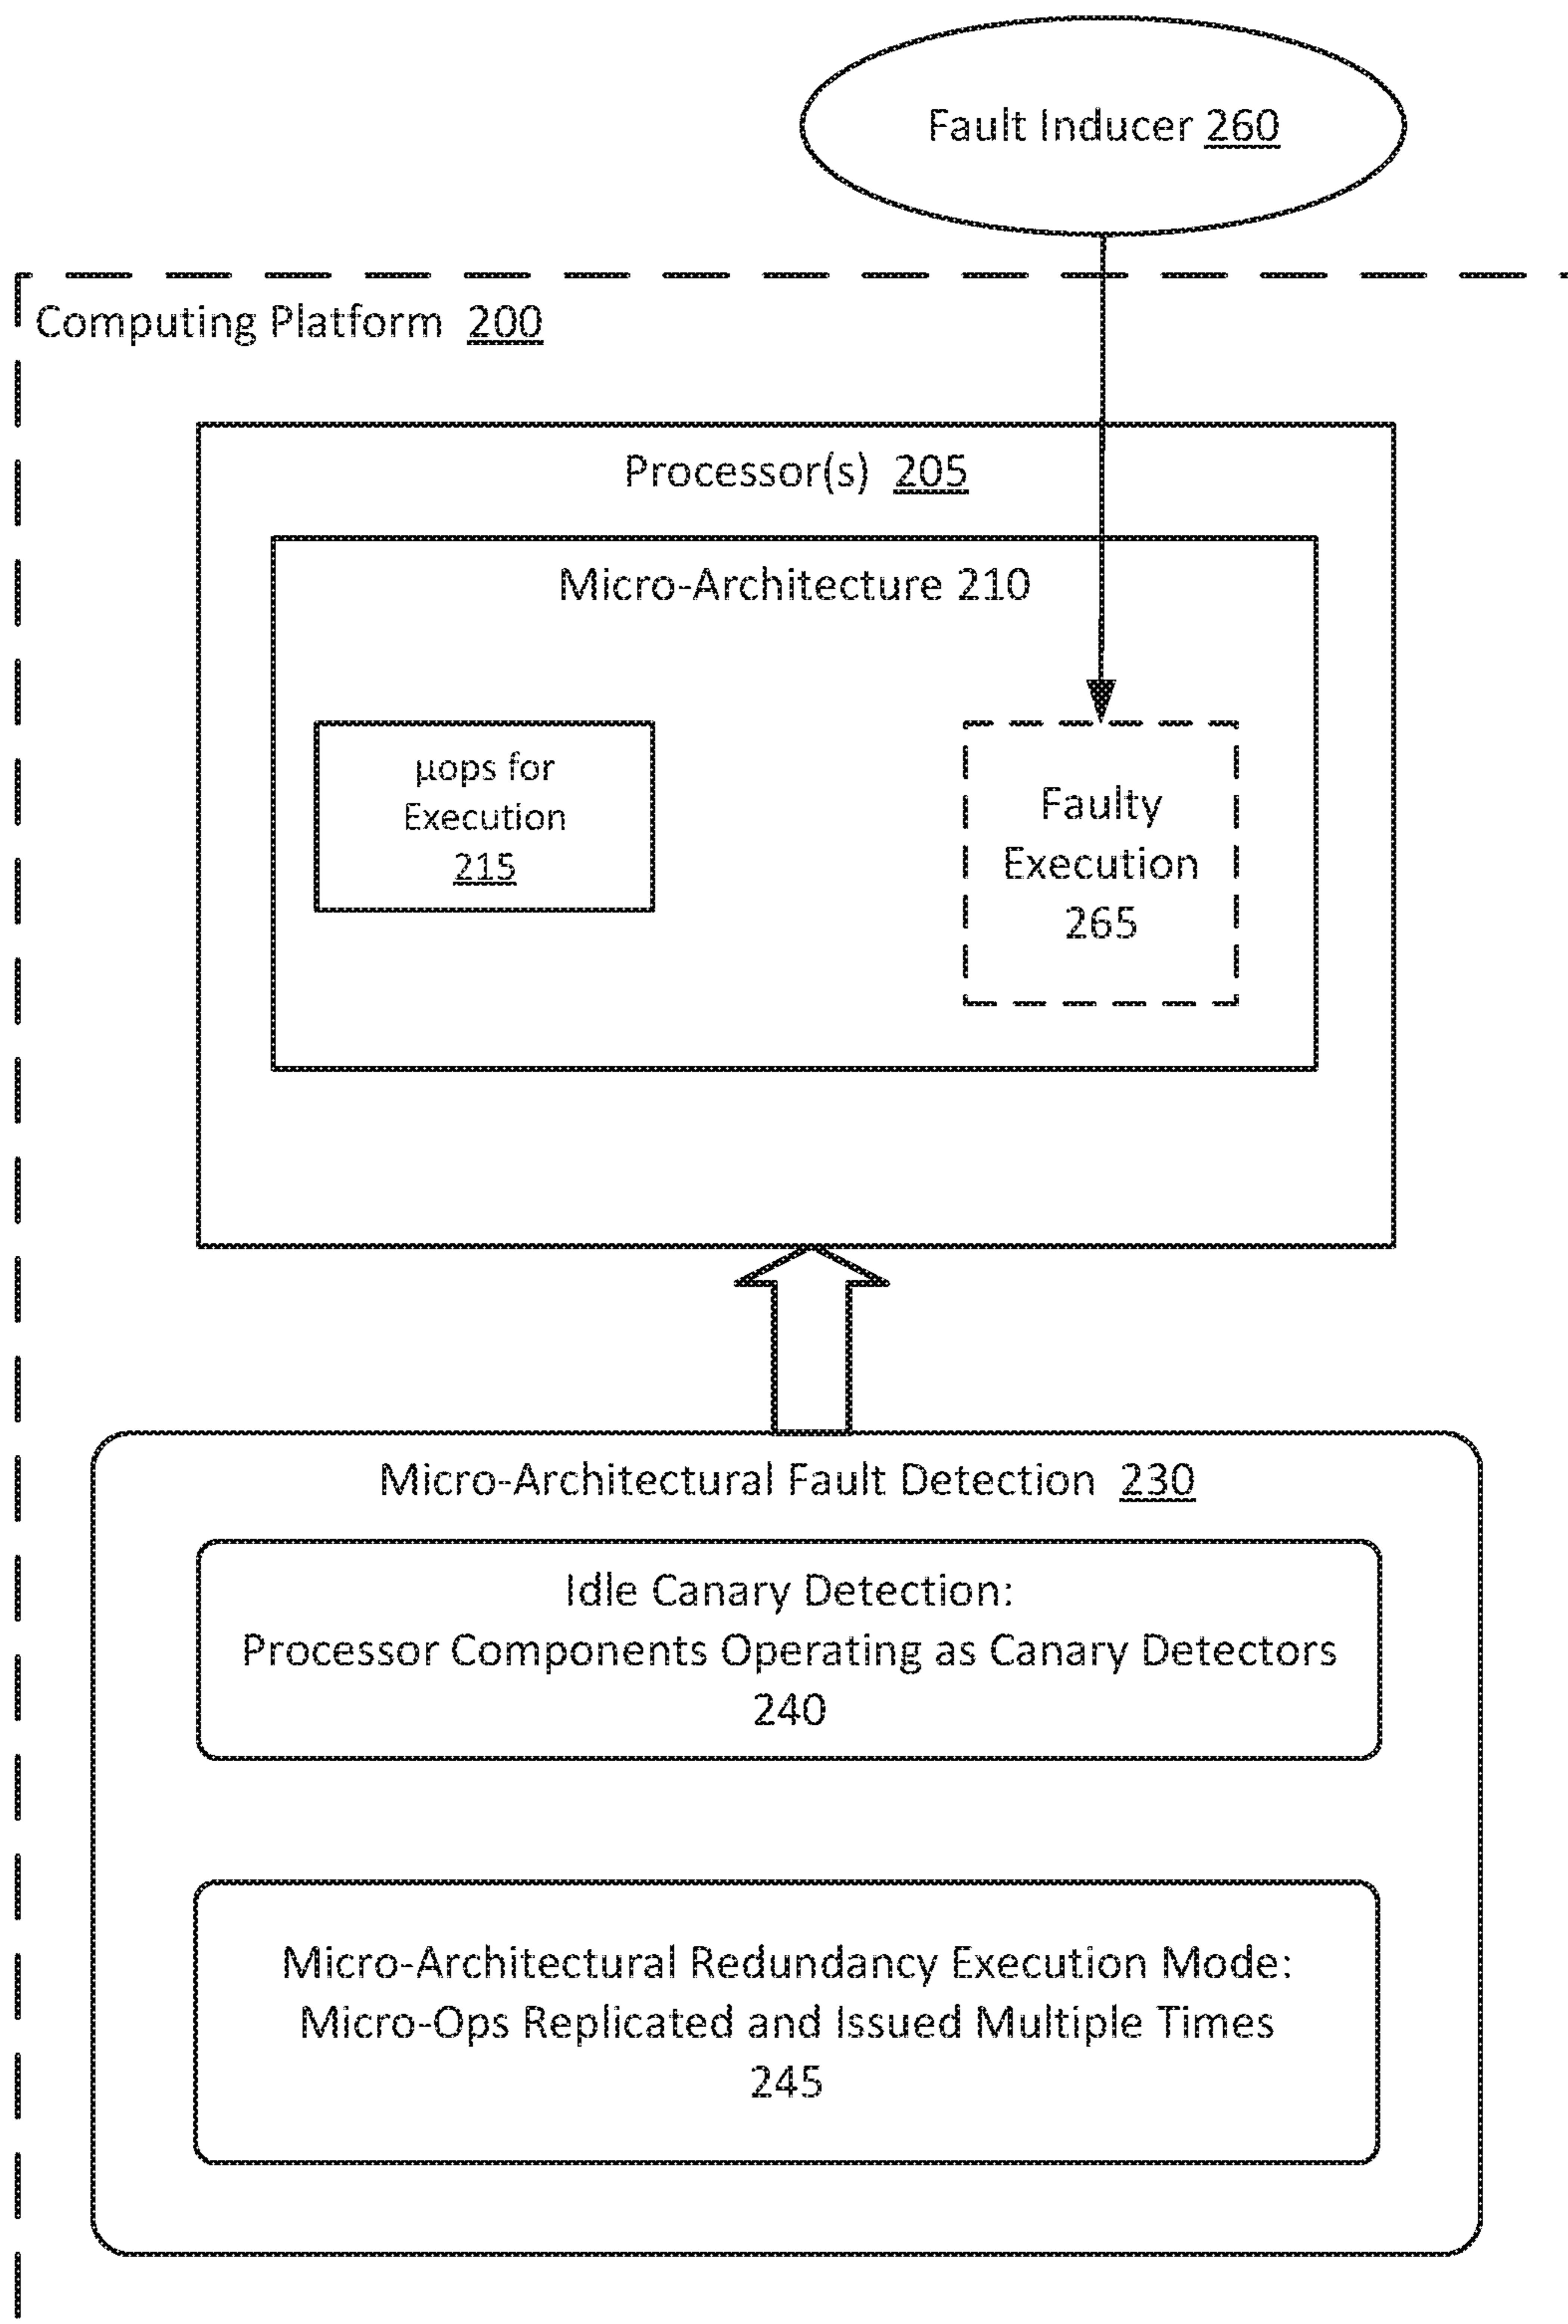 Fault Inducer 260
Computing Platform 200
Processor(s) 205
Micro-Architecture 210
µops for
Execution
215
Faulty
Execution
265
Micro-Architectural Fault Detection 230
Idle Canary Detection:
Processor Components Operating as Canary Detectors
240
Micro-Architectural Redundancy Execution Mode:
Micro-Ops Replicated and Issued Multiple Times
245